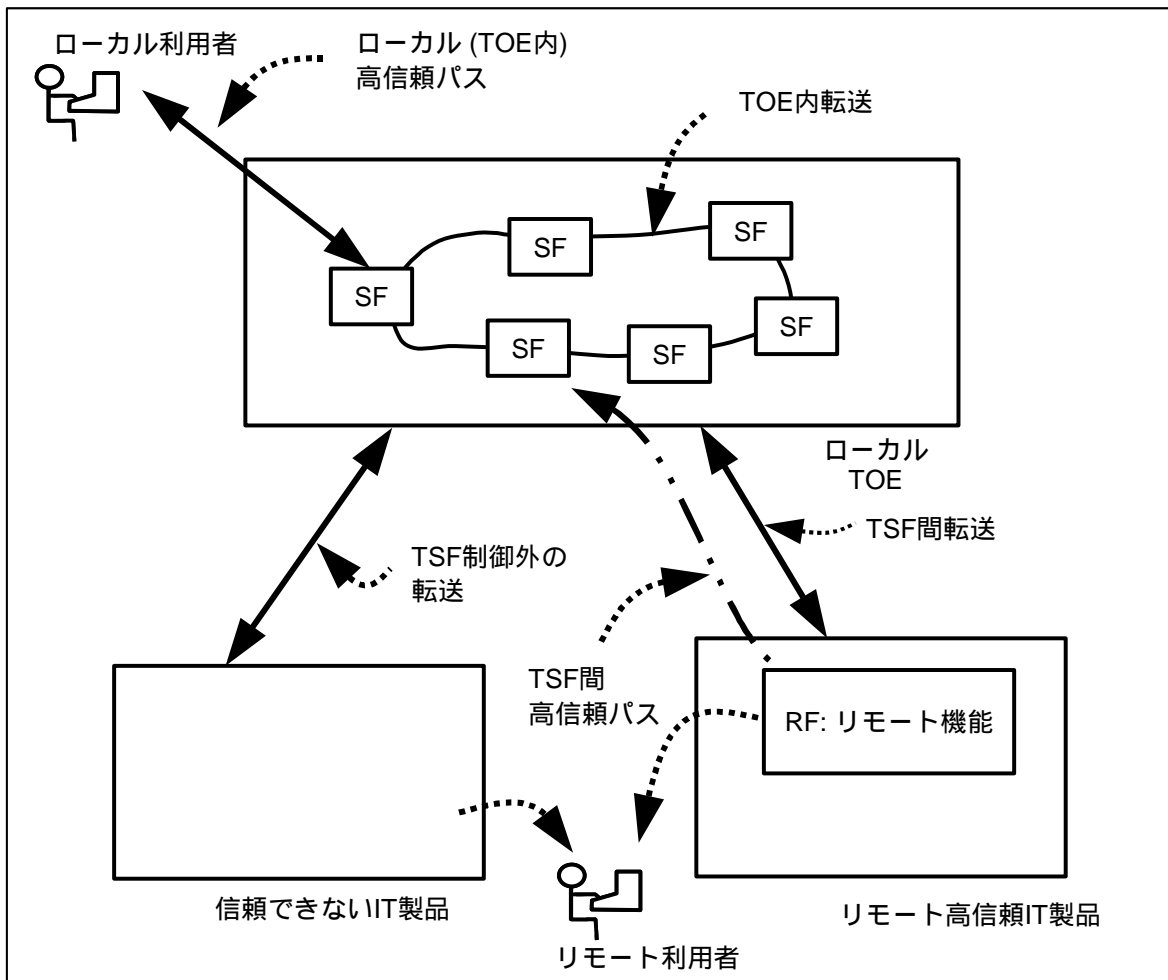 ローカル利用者
ローカル (TOE内)
高信頼パス
TOE内転送
SF
SF
SF
SF
SF
SF
ローカル
TOE
TSF間転送
TSF制御外の
転送
TSF間
高信頼パス
RF: リモート機能
信頼できないIT製品
リモート高信頼IT製品
リモート利用者